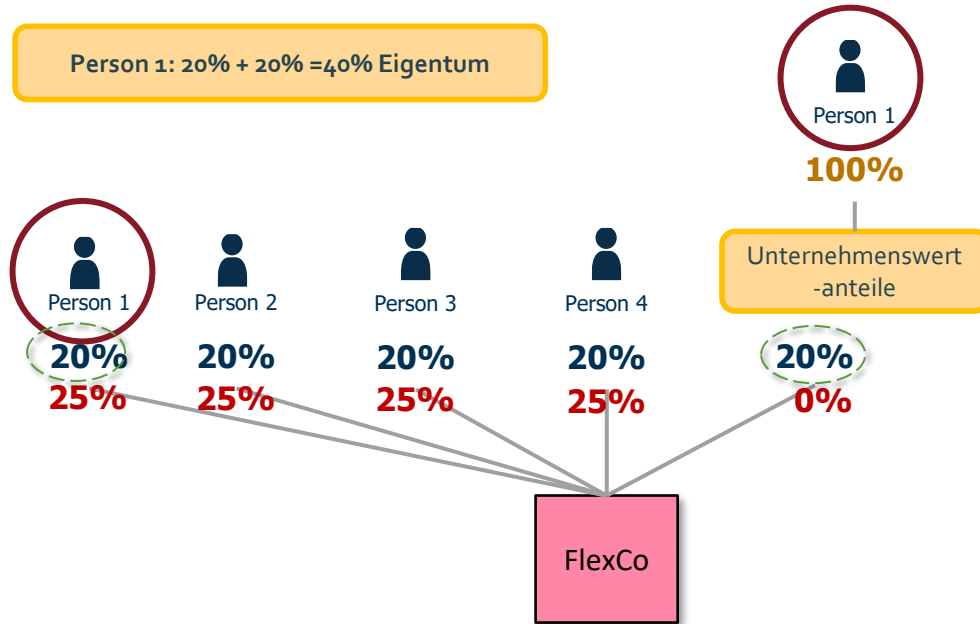 Person 1: 20% + 20% =40% Eigentum
Person 1
100%
Unternehmenswert
-anteile
Person 1
Person 2
Person 3
Person 4
20%
20%
20%
20%
20%
25%
25%
25%
25%
0%
FlexCo